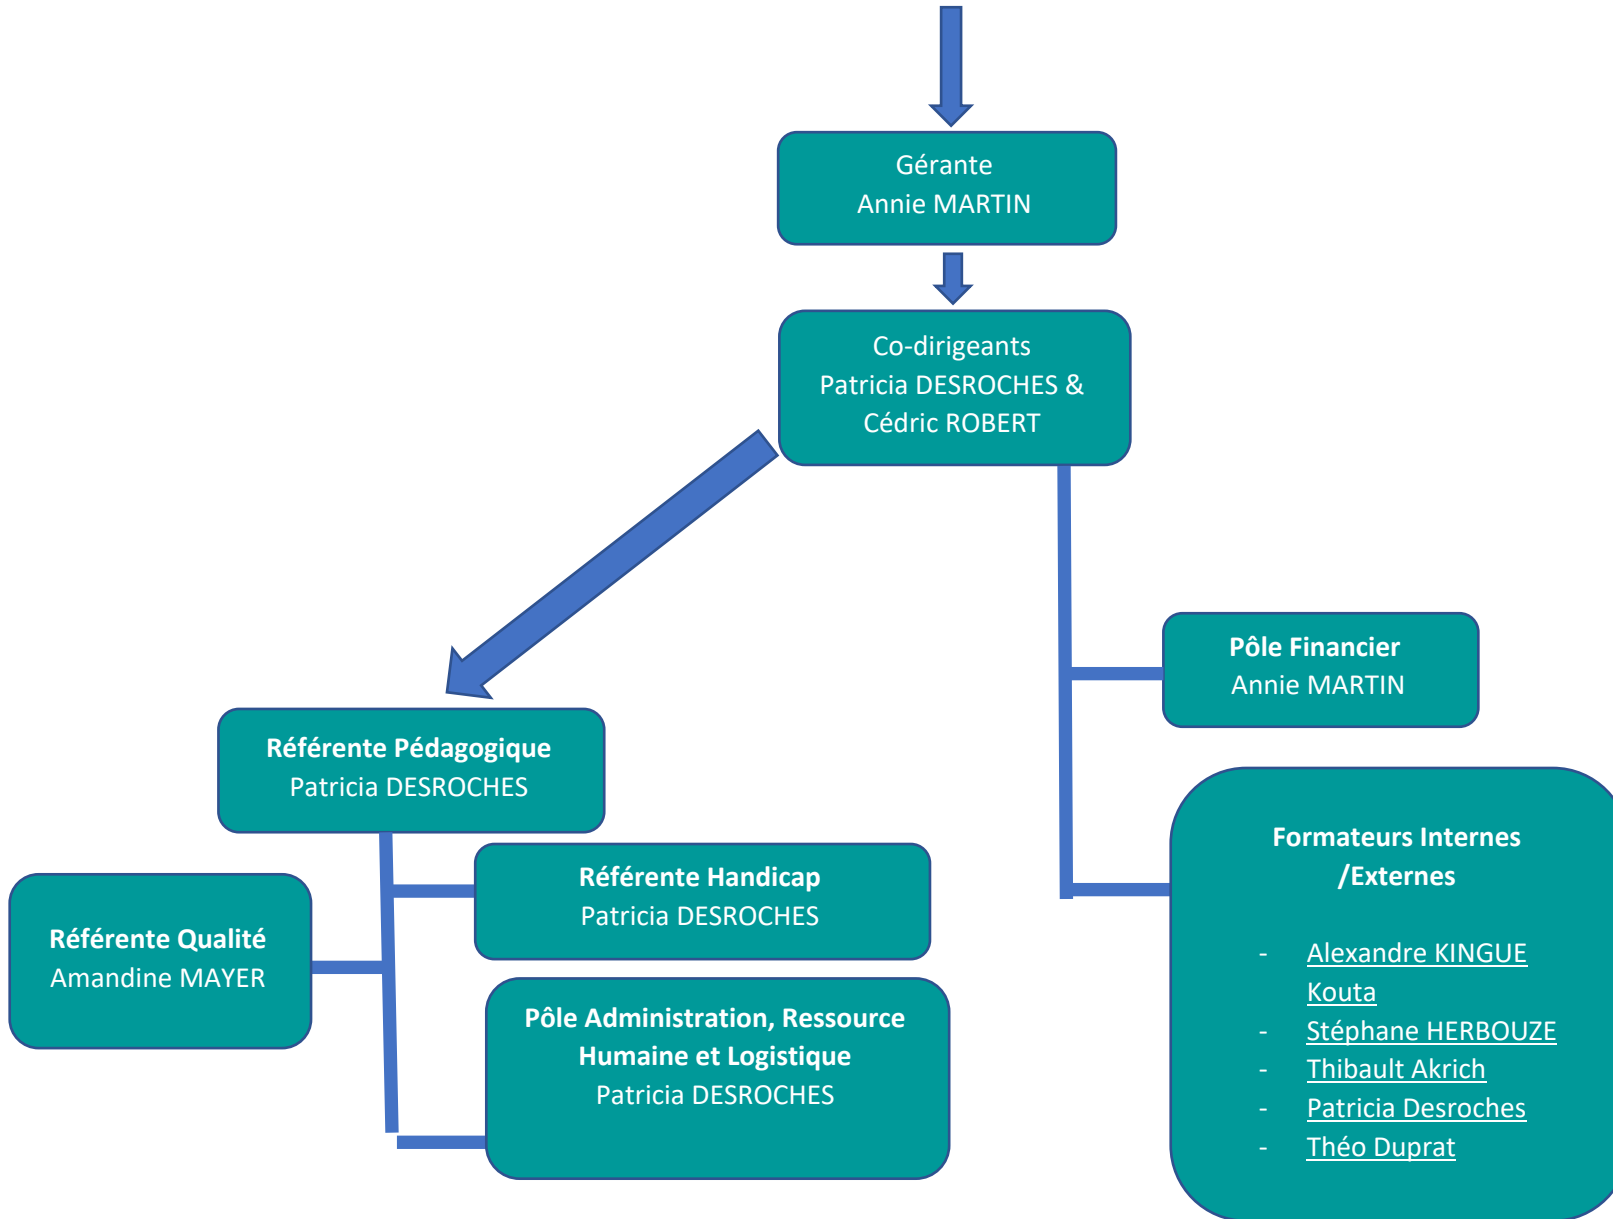 Gérante
Annie MARTIN
Co-dirigeants
Patricia DESROCHES &
Cédric ROBERT
Pôle Financier
Annie MARTIN
Référente Pédagogique
Patricia DESROCHES
Référente Handicap
Patricia DESROCHES
Référente Qualité
Amandine MAYER
Pôle Administration, Ressource
Humaine et Logistique
Patricia DESROCHES
Formateurs Internes
/Externes
- Alexandre KINGUE
Kouta
- Stéphane HERBOUZE
- Thibault Akrich
- Patricia Desroches
- Théo Duprat